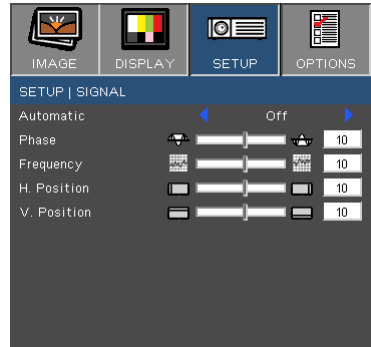 IMAGE DISPLAY SETUP OPTIONS
SETUP | SIGNAL
Automatic Off
Phase 10
Frequency 10
H. Position 10
V. Position 10